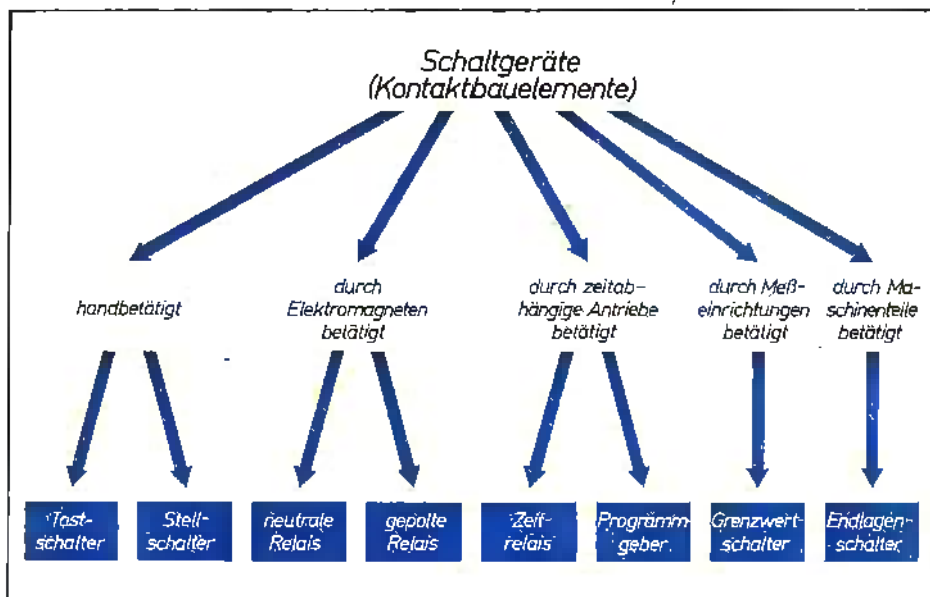 Schaltgeräte
(Kontaktbauelemente)
handbetätigt
durch
Elektromagneten
betätigt
durch zeitab-
hängige Antriebe
betätigt
durch Meß-
einrichtungen
betätigt
durch Ma-
schinenteile
betätigt
Tast-
schalter
Stell-
schalter
neutrale
Relais
gepolte
Relais
Zeit-
relais
Programm-
geber
Grenzwert-
schalter
Endlagen-
schalter